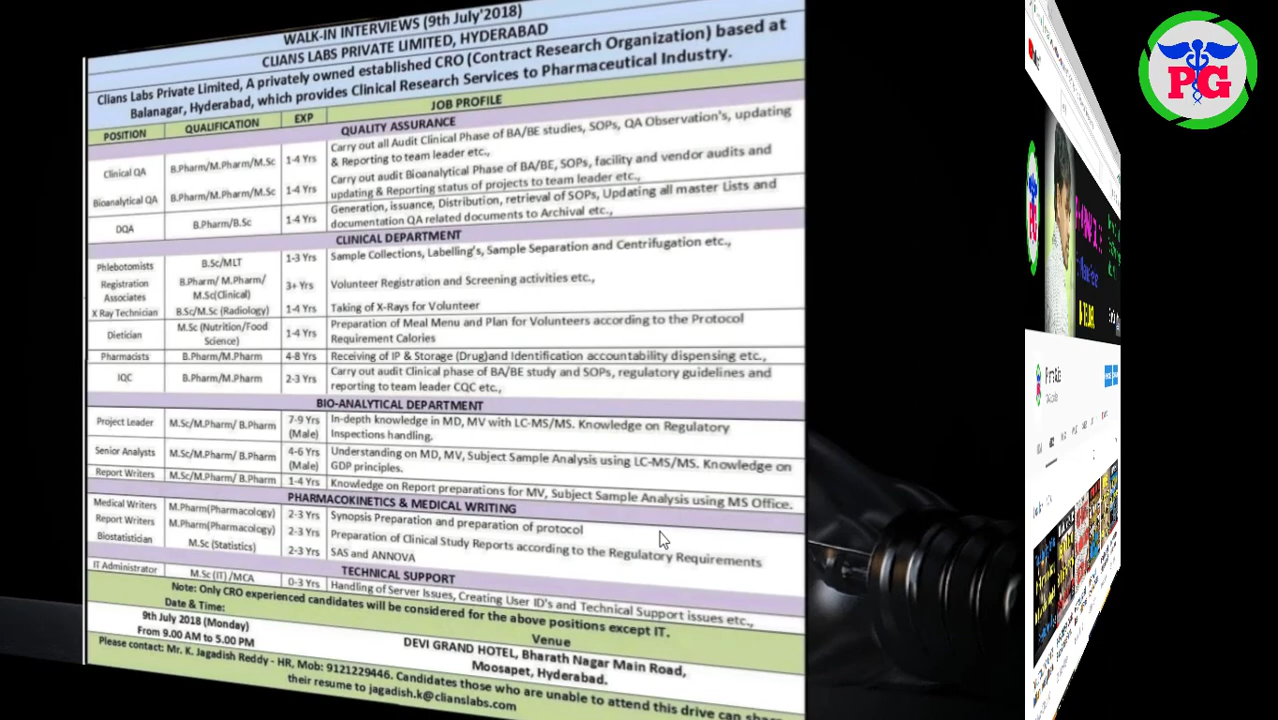 WALK-IN INTERVIEWS (9th July'2018)
CLIANS LABS PRIVATE LIMITED, HYDERABAD
Clians Labs Private Limited, A privately owned established CRO (Contract Research Organization) based at
Balanagar, Hyderabad, which provides Clinical Research Services to Pharmaceutical Industry.
POSITION QUALIFICATION EXP JOB PROFILE
QUALITY ASSURANCE
Clinical QA B.Pharm/M.Pharm/M.Sc 1-4 Yrs Carry out all Audit Clinical Phase of BA/BE studies, SOPs, QA Observation's, updating
& Reporting to team leader etc.,
Bioanalytical QA B.Pharm/M.Pharm/M.Sc 1-4 Yrs Carry out audit Bioanalytical Phase of BA/BE, SOPs, facility and vendor audits and
updating & Reporting status of projects to team leader etc.,
DQA B.Pharm/B.Sc 1-4 Yrs Generation, issuance, Distribution, retrieval of SOPs, Updating all master Lists and
documentation QA related documents to Archival etc.,
CLINICAL DEPARTMENT
Phlebotomists B.Sc/MLT 1-3 Yrs Sample Collections, Labelling's, Sample Separation and Centrifugation etc.,
Registration B.Pharm/ M.Pharm/ 3+ Yrs Volunteer Registration and Screening activities etc.,
Associates M.Sc(Clinical)
X Ray Technician B.Sc/M.Sc (Radiology) 1-4 Yrs Taking of X-Rays for Volunteer
Dietician M.Sc (Nutrition/Food 1-4 Yrs Preparation of Meal Menu and Plan for Volunteers according to the Protocol
Science) Requirement Calories
Pharmacists B.Pharm/M.Pharm 4-8 Yrs Receiving of IP & Storage (Drug)and Identification accountability dispensing etc.,
IQC B.Pharm/M.Pharm 2-3 Yrs Carry out audit Clinical phase of BA/BE study and SOPs, regulatory guidelines and
reporting to team leader CQC etc.,
BIO-ANALYTICAL DEPARTMENT
Project Leader M.Sc/M.Pharm/ B.Pharm 7-9 Yrs In-depth knowledge in MD, MV with LC-MS/MS. Knowledge on Regulatory
(Male) Inspections handling.
Senior Analysts M.Sc/M.Pharm/ B.Pharm 4-6 Yrs Understanding on MD, MV, Subject Sample Analysis using LC-MS/MS. Knowledge on
(Male) GDP principles.
Report Writers M.Sc/M.Pharm/ B.Pharm 1-4 Yrs Knowledge on Report preparations for MV, Subject Sample Analysis using MS Office.
PHARMACOKINETICS & MEDICAL WRITING
Medical Writers M.Pharm(Pharmacology) 2-3 Yrs Synopsis Preparation and preparation of protocol
Report Writers M.Pharm(Pharmacology) 2-3 Yrs Preparation of Clinical Study Reports according to the Regulatory Requirements
Biostatistician M.Sc (Statistics) 2-3 Yrs SAS and ANNOVA
TECHNICAL SUPPORT
IT Administrator M.Sc (IT) /MCA 0-3 Yrs Handling of Server Issues, Creating User ID's and Technical Support issues etc.,
Note: Only CRO experienced candidates will be considered for the above positions except IT.
Date & Time: Venue
9th July 2018 (Monday) DEVI GRAND HOTEL, Bharath Nagar Main Road,
From 9.00 AM to 5.00 PM Moosapet, Hyderabad.
Please contact: Mr. K. Jagadish Reddy - HR, Mob: 9121229446. Candidates those who are unable to attend this drive can
their resume to jagadish.k@clianslabs.com
PG